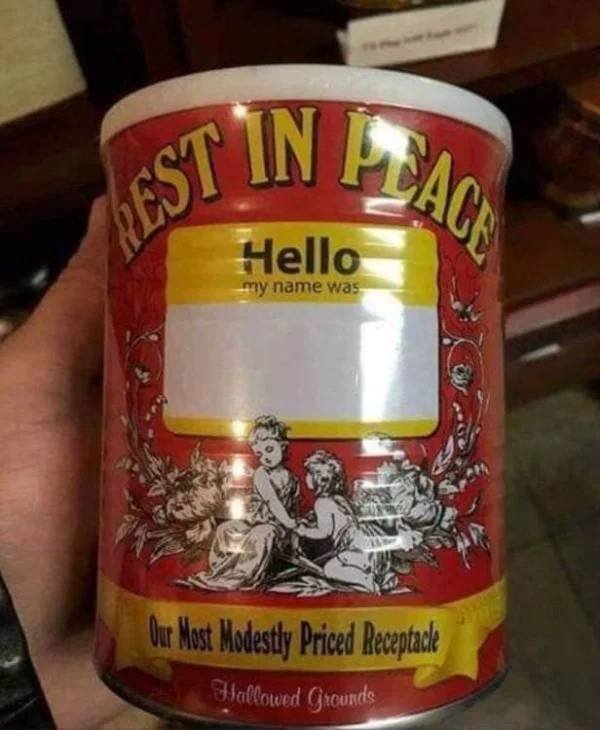 REST IN PEACE
Hello
my name was
Our Most Modestly Priced Receptacle
Hallowed Grounds